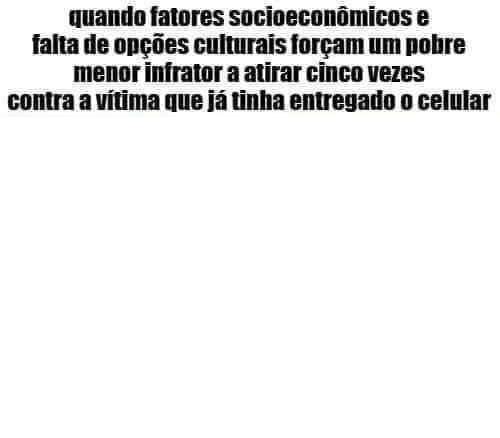 quando fatores socioeconômicos e
falta de opções culturais forçam um pobre
menor infrator a atirar cinco vezes
contra a vítima que já tinha entregado o celular